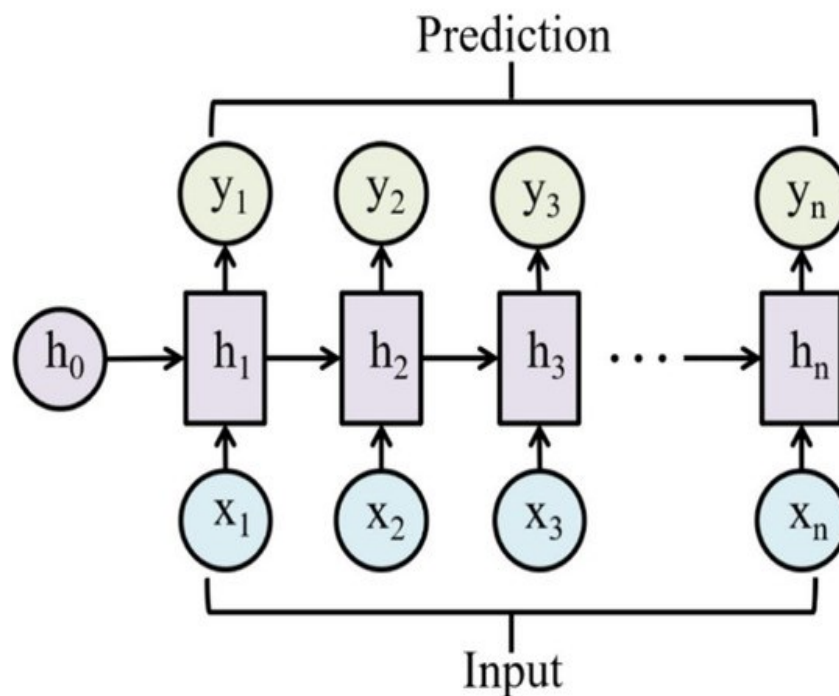 Prediction
y₁ y₂ y₃ yₙ
h₀ h₁ h₂ h₃ ··· hₙ
x₁ x₂ x₃ xₙ
Input